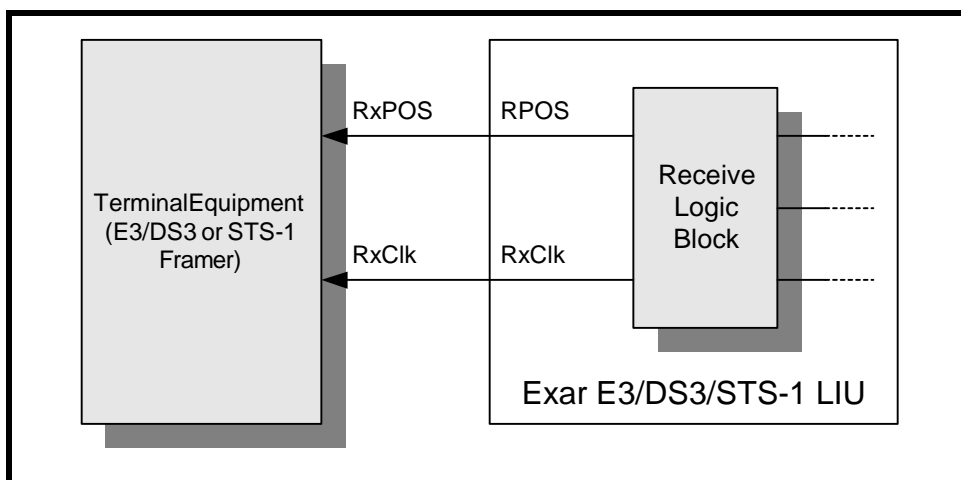 RxPOS
RPOS
TerminalEquipment
(E3/DS3 or STS-1
Framer)
Receive
Logic
Block
RxClk
RxClk
Exar E3/DS3/STS-1 LIU